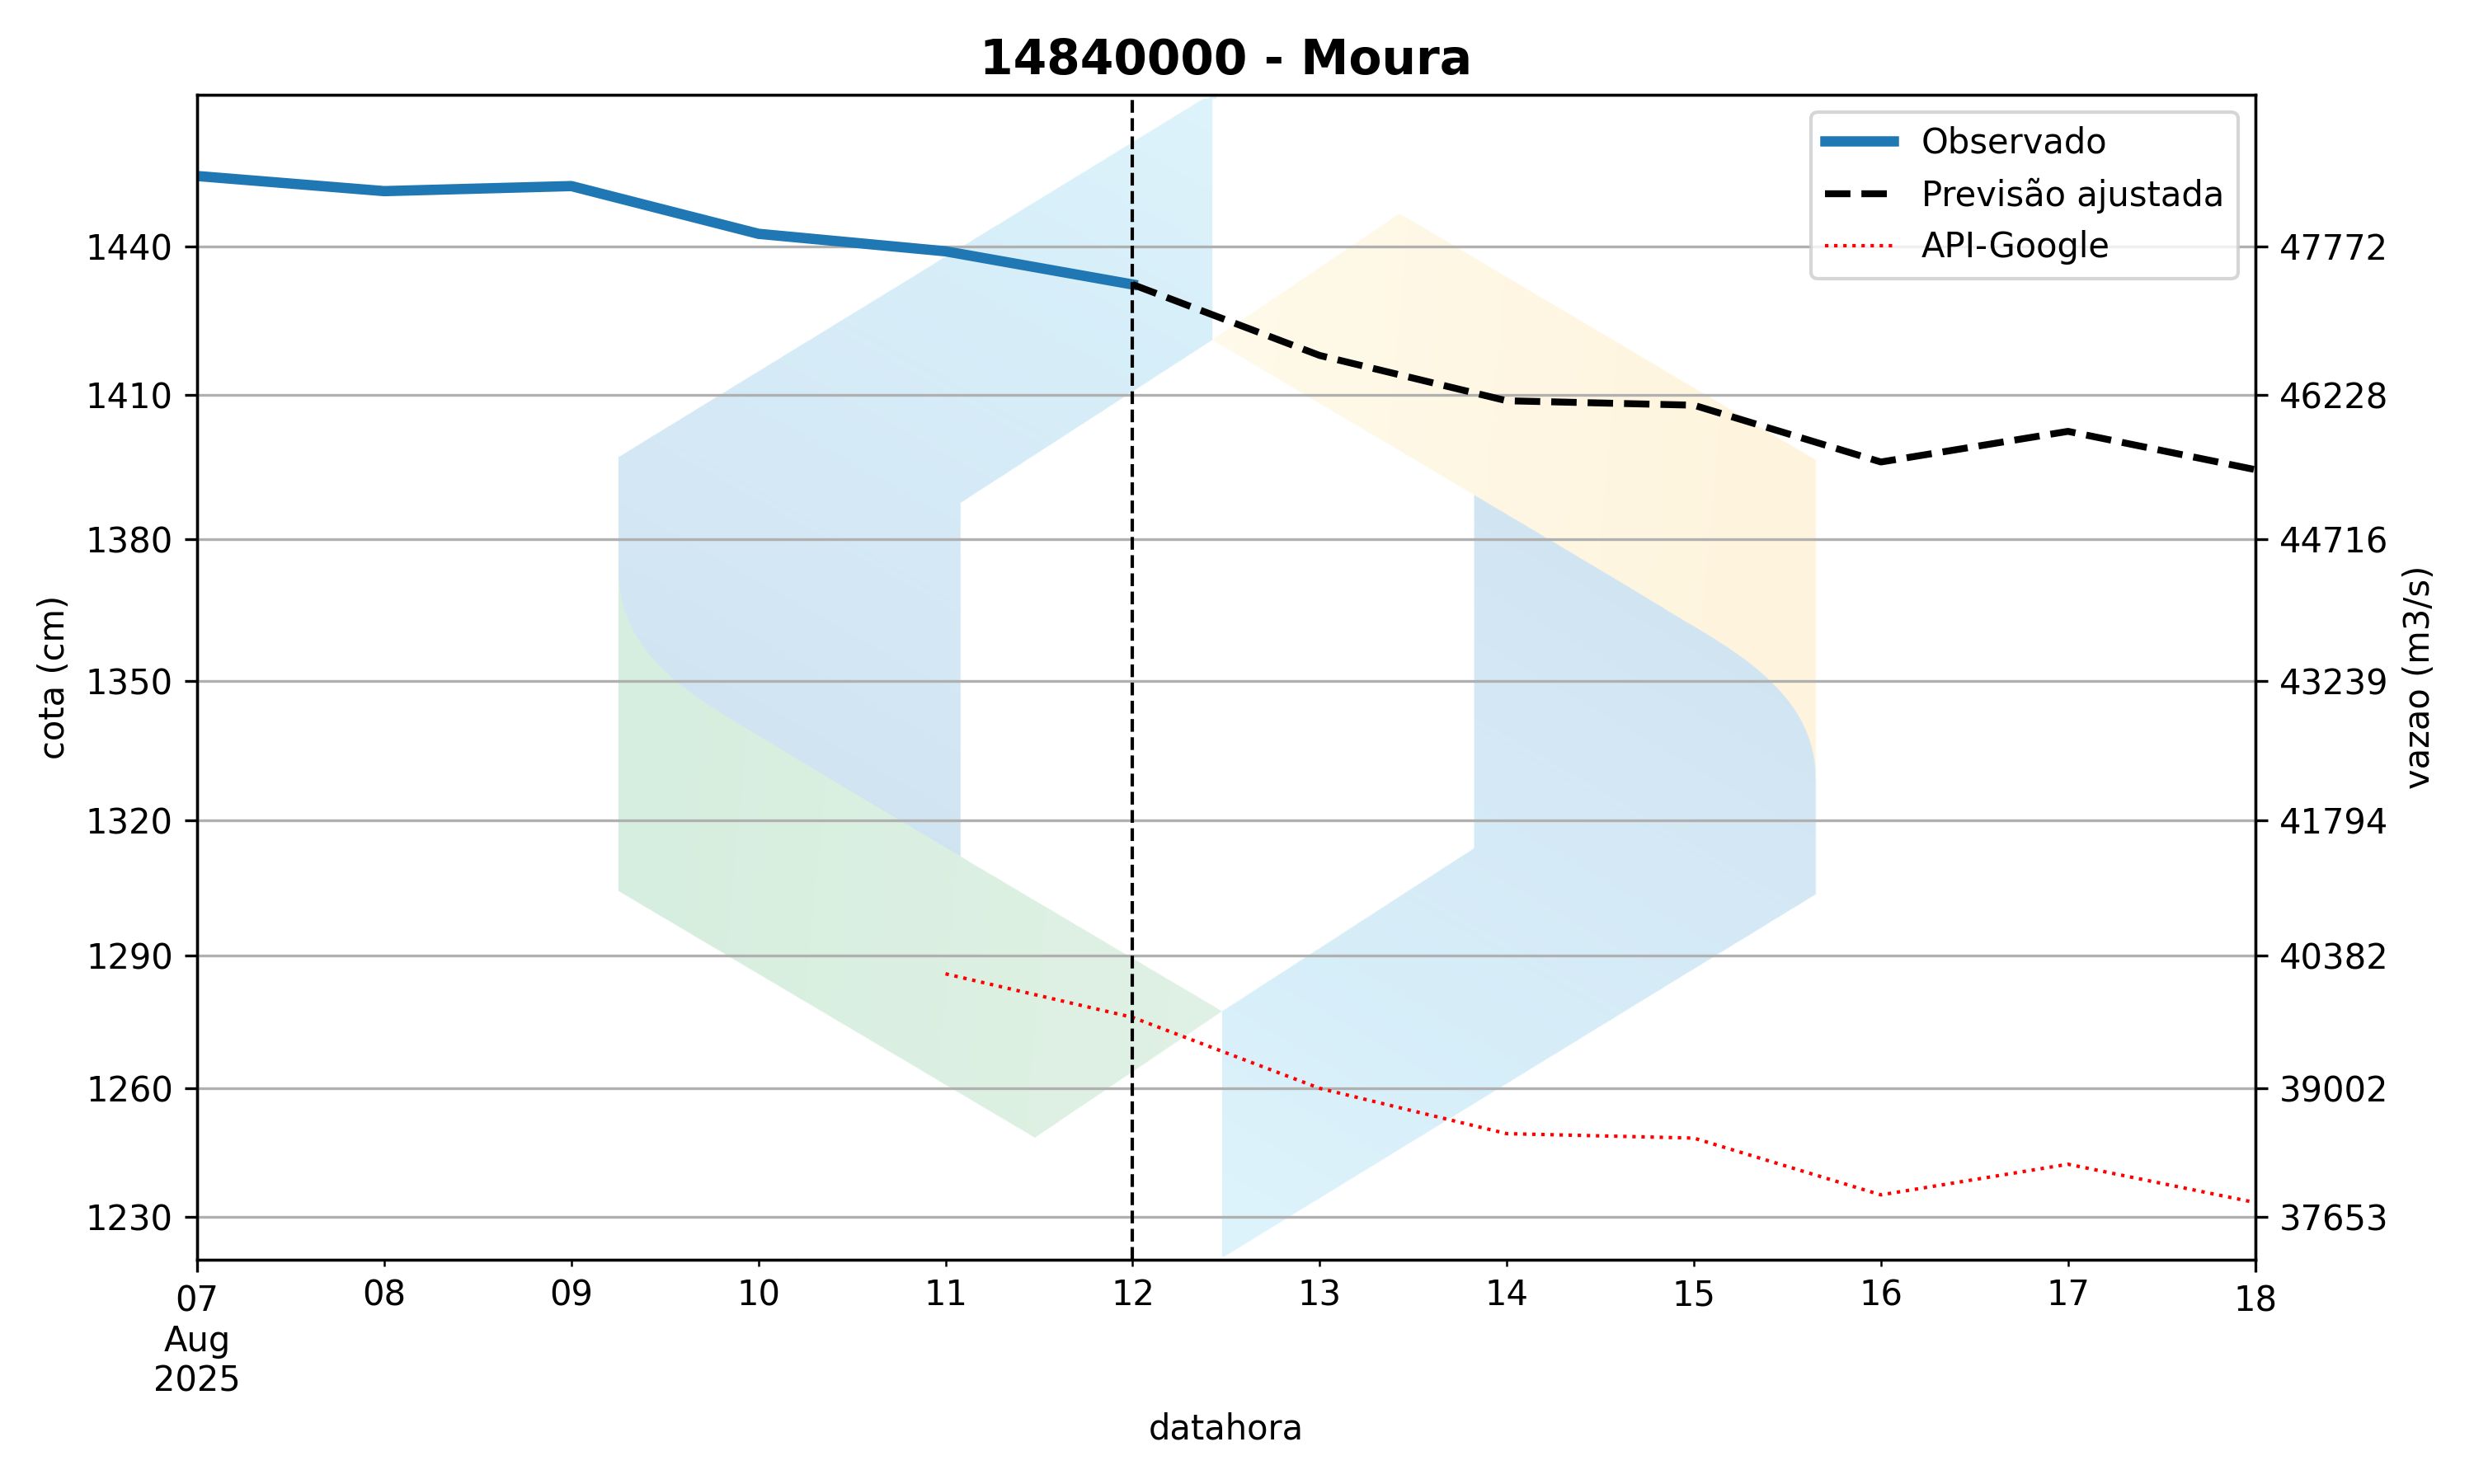 14840000 - Moura
Observado
Previsão ajustada
API-Google
1440
1410
1380
1350
1320
1290
1260
1230
cota (cm)
47772
46228
44716
43239
41794
40382
39002
37653
vazao (m3/s)
07 08 09 10 11 12 13 14 15 16 17 18
Aug
2025
datahora